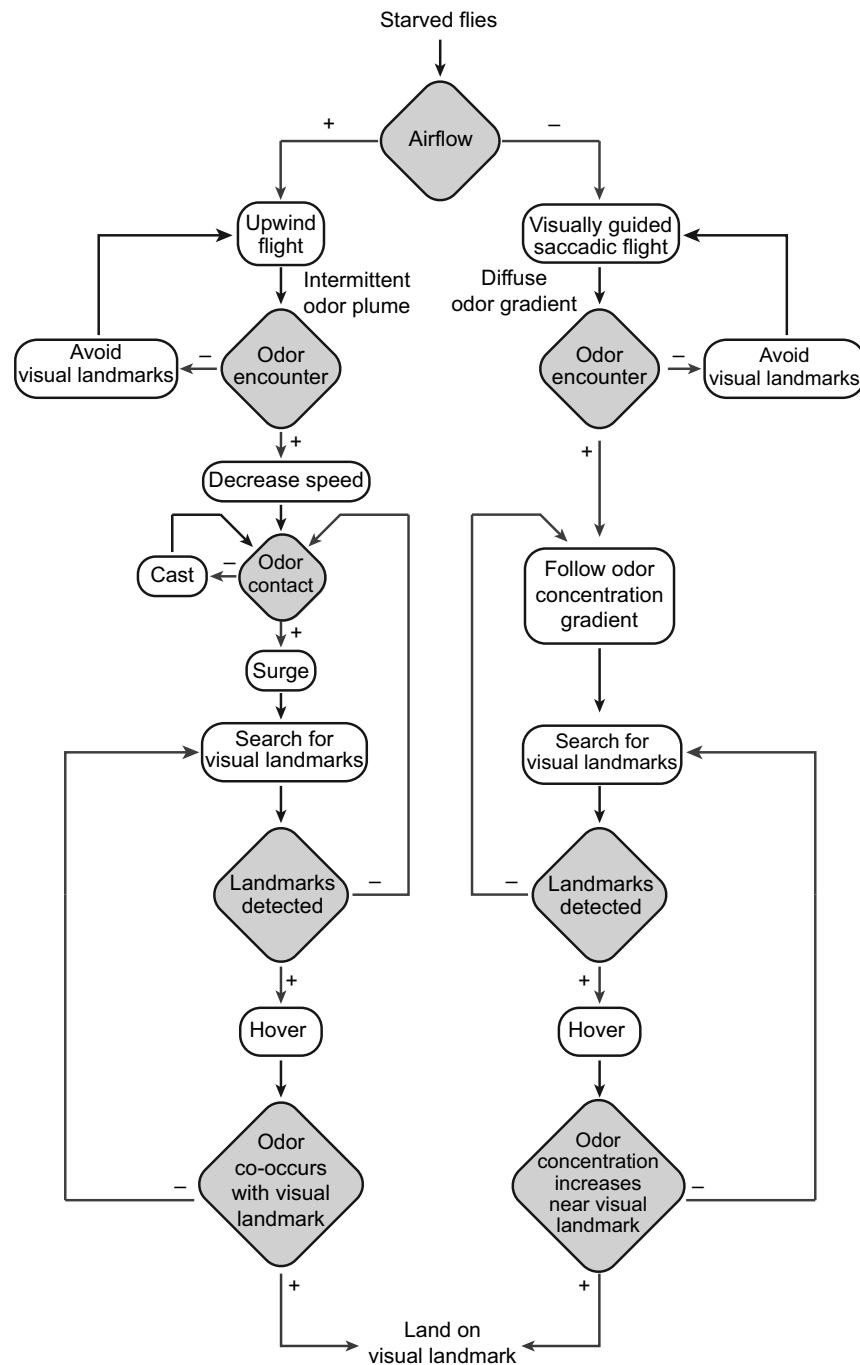 Starved flies
+
–
Airflow
Upwind
flight
Visually guided
saccadic flight
Intermittent
odor plume
Diffuse
odor gradient
Avoid
visual landmarks
–
Odor
encounter
Odor
encounter
–
Avoid
visual landmarks
+
+
Decrease speed
Cast
–
Odor
contact
Follow odor
concentration
gradient
+
Surge
Search for
visual landmarks
Search for
visual landmarks
Landmarks
detected
–
–
Landmarks
detected
+
+
Hover
Hover
–
Odor
co-occurs
with visual
landmark
Odor
concentration
increases
near visual
landmark
–
+
+
Land on
visual landmark